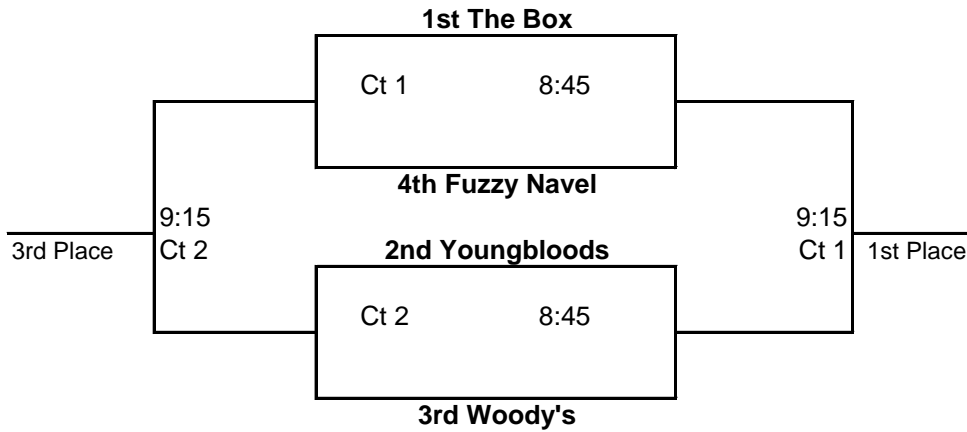 1st The Box
Ct 1 8:45
4th Fuzzy Navel
9:15 9:15
3rd Place Ct 2 2nd Youngbloods Ct 1 1st Place
Ct 2 8:45
3rd Woody's